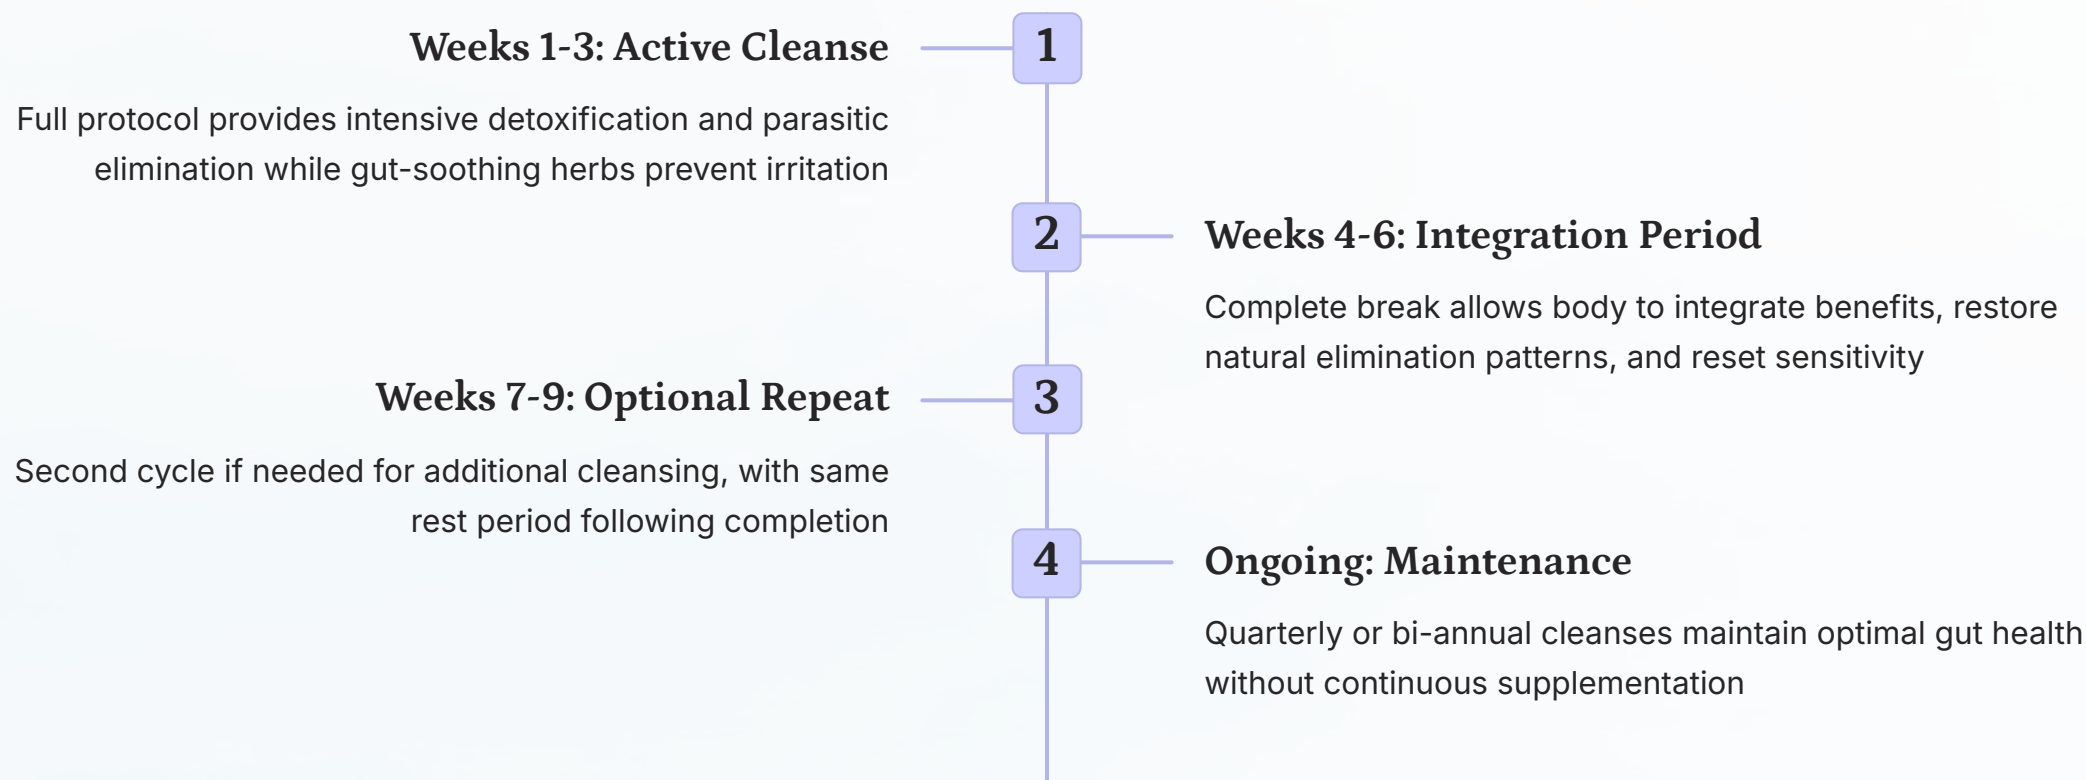 Weeks 1-3: Active Cleanse
1
Full protocol provides intensive detoxification and parasitic
elimination while gut-soothing herbs prevent irritation
2
Weeks 4-6: Integration Period
Complete break allows body to integrate benefits, restore
natural elimination patterns, and reset sensitivity
Weeks 7-9: Optional Repeat
3
Second cycle if needed for additional cleansing, with same
rest period following completion
4
Ongoing: Maintenance
Quarterly or bi-annual cleanses maintain optimal gut health
without continuous supplementation